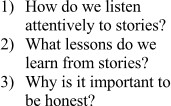 1) How do we listen
attentively to stories?
2) What lessons do we
learn from stories?
3) Why is it important to
be honest?